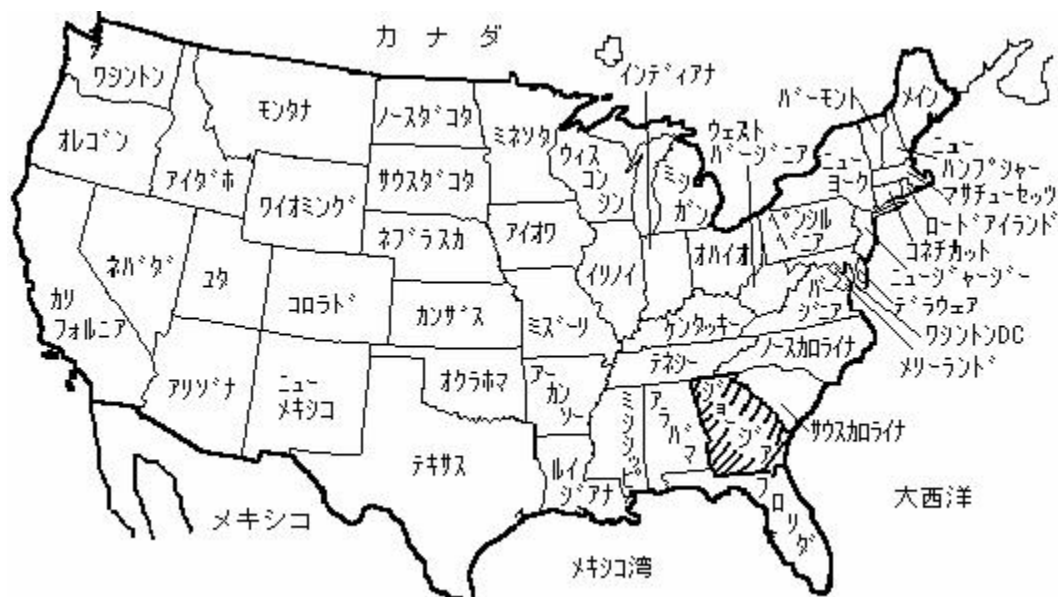 カナダ
ワシントン
モンタナ
ノースダコタ
ミネソタ
インディアナ
バーモント
メイン
オレゴン
アイダホ
ワイオミング
サウスダコタ
ウィス
コン
シン
ミシ
ガン
ウェスト
バージニア
ニュー
ヨーク
ニュー
ハンプシャー
マサチューセッツ
ロードアイランド
コネチカット
ニュージャージー
デラウェア
ワシントンDC
メリーランド
ペンシル
ベニア
ネブラスカ
アイオワ
イリノイ
オハイオ
バー
ジニア
ネバダ
ユタ
コロラド
カンザス
ミズーリ
ケンタッキー
カリ
フォルニア
テネシー
ノースカロライナ
アリゾナ
ニュー
メキシコ
オクラホマ
アー
カン
ソー
ミシシッピ
アラバマ
ジョージア
サウスカロライナ
テキサス
ルイ
ジアナ
フロリダ
大西洋
メキシコ
メキシコ湾